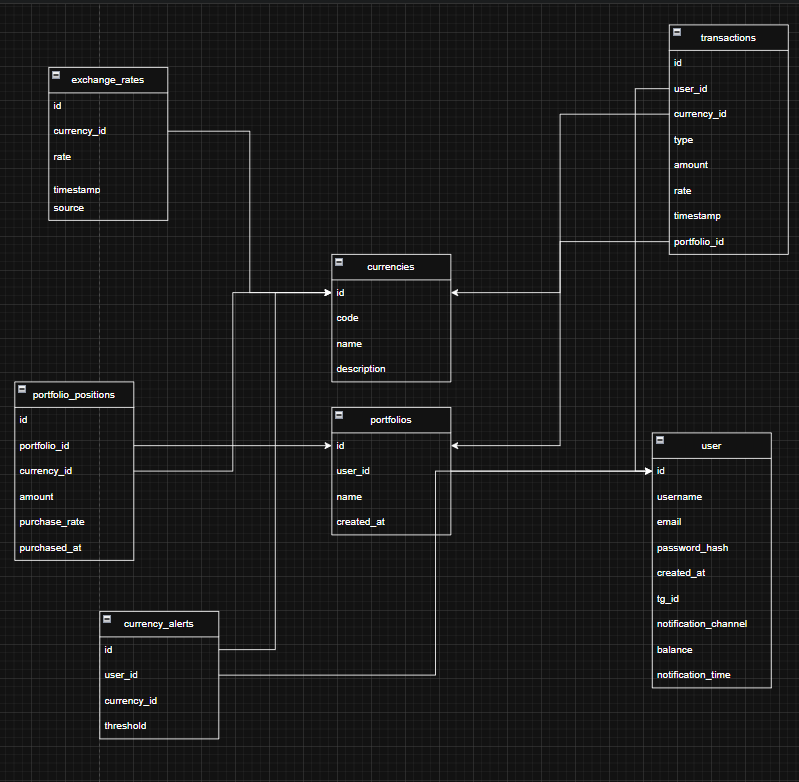 transactions
id
user_id
currency_id
type
amount
rate
timestamp
portfolio_id
exchange_rates
id
currency_id
rate
timestamp
source
currencies
id
code
name
description
portfolio_positions
id
portfolio_id
currency_id
amount
purchase_rate
purchased_at
portfolios
id
user_id
name
created_at
user
id
username
email
password_hash
created_at
tg_id
notification_channel
balance
notification_time
currency_alerts
id
user_id
currency_id
threshold